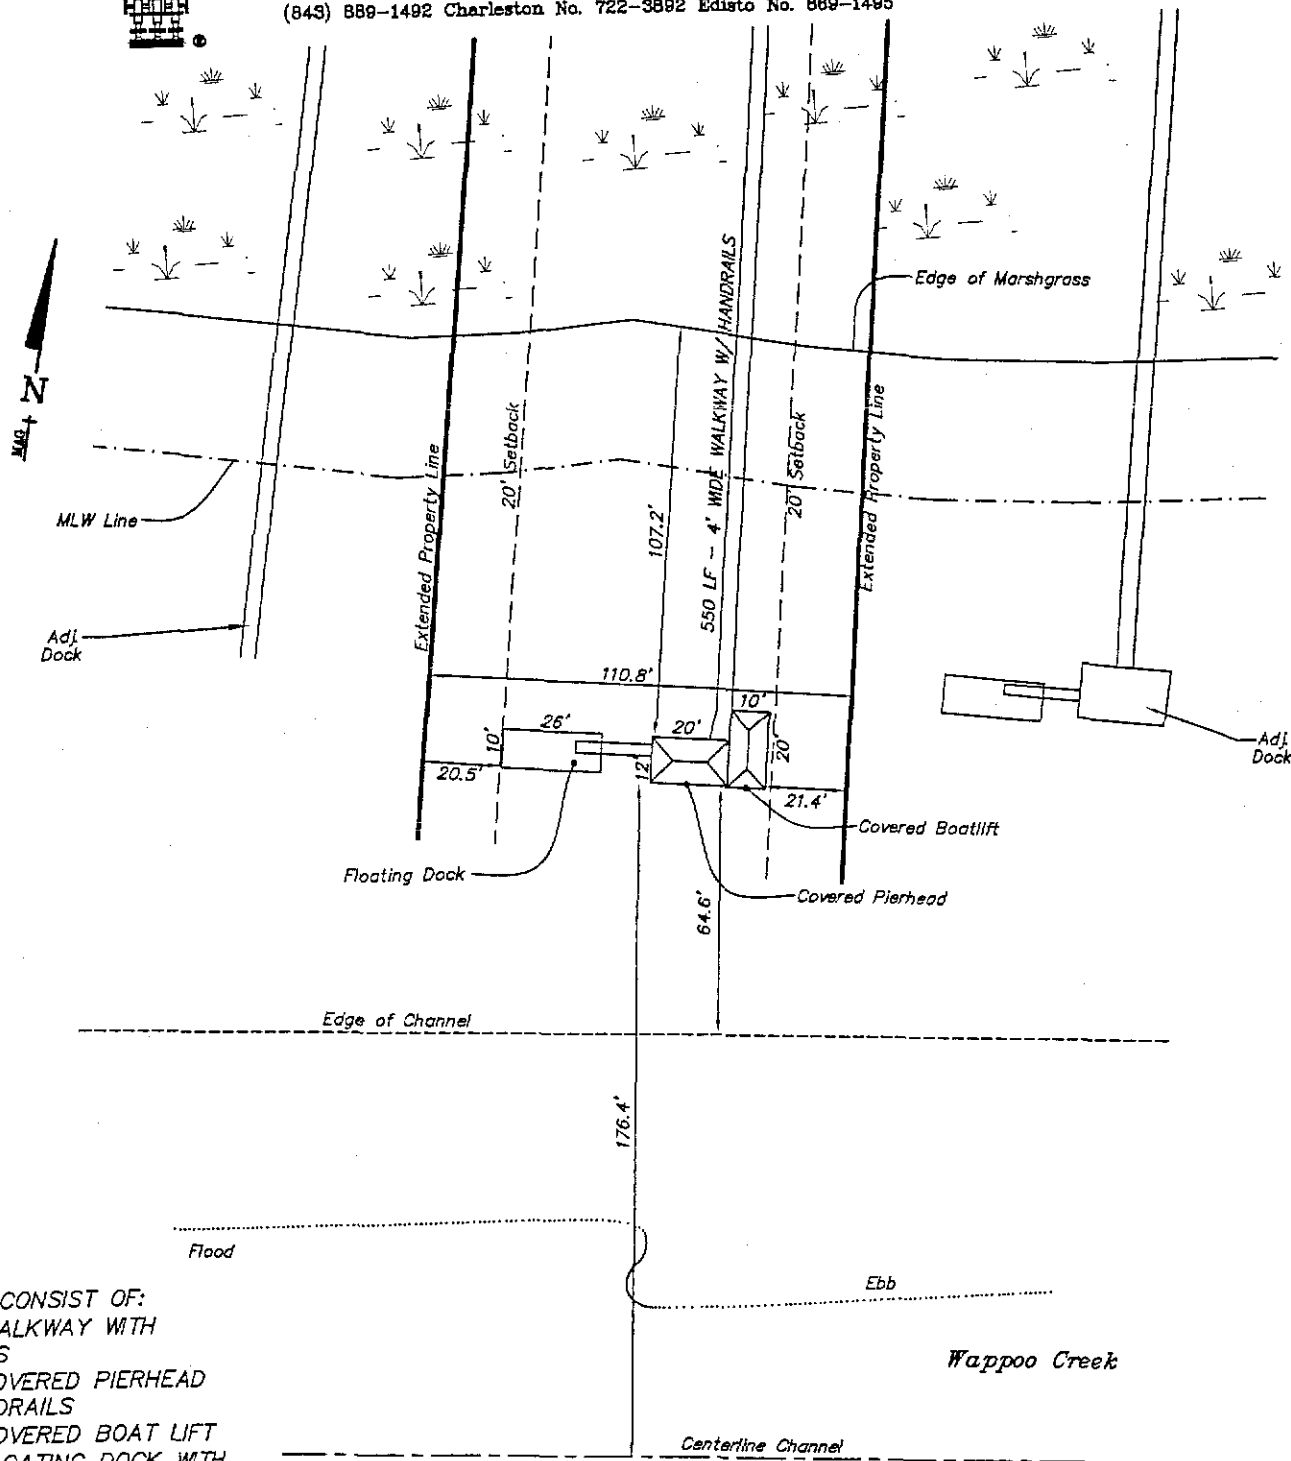 (843) 889-1492 Charleston No. 722-3892 Edisto No. 869-1495
550 LF - 4' WIDE WALKWAY W/ HANDRAILS
Edge of Marshgrass
N
MAG
20' Setback
20' Setback
Extended Property Line
Extended Property Line
MLW Line
107.2'
Adj.
Dock
110.8'
10'
26'
20'
10'
20'
12'
20.5'
21.4'
Adj.
Dock
Covered Boatlift
Floating Dock
Covered Pierhead
64.6'
Edge of Channel
176.4'
Flood
Ebb
CONSIST OF:
ALKWAY WITH
S
OVERED PIERHEAD
DRAILS
OVERED BOAT LIFT
OATING DOCK WITH
Wappoo Creek
Centerline Channel